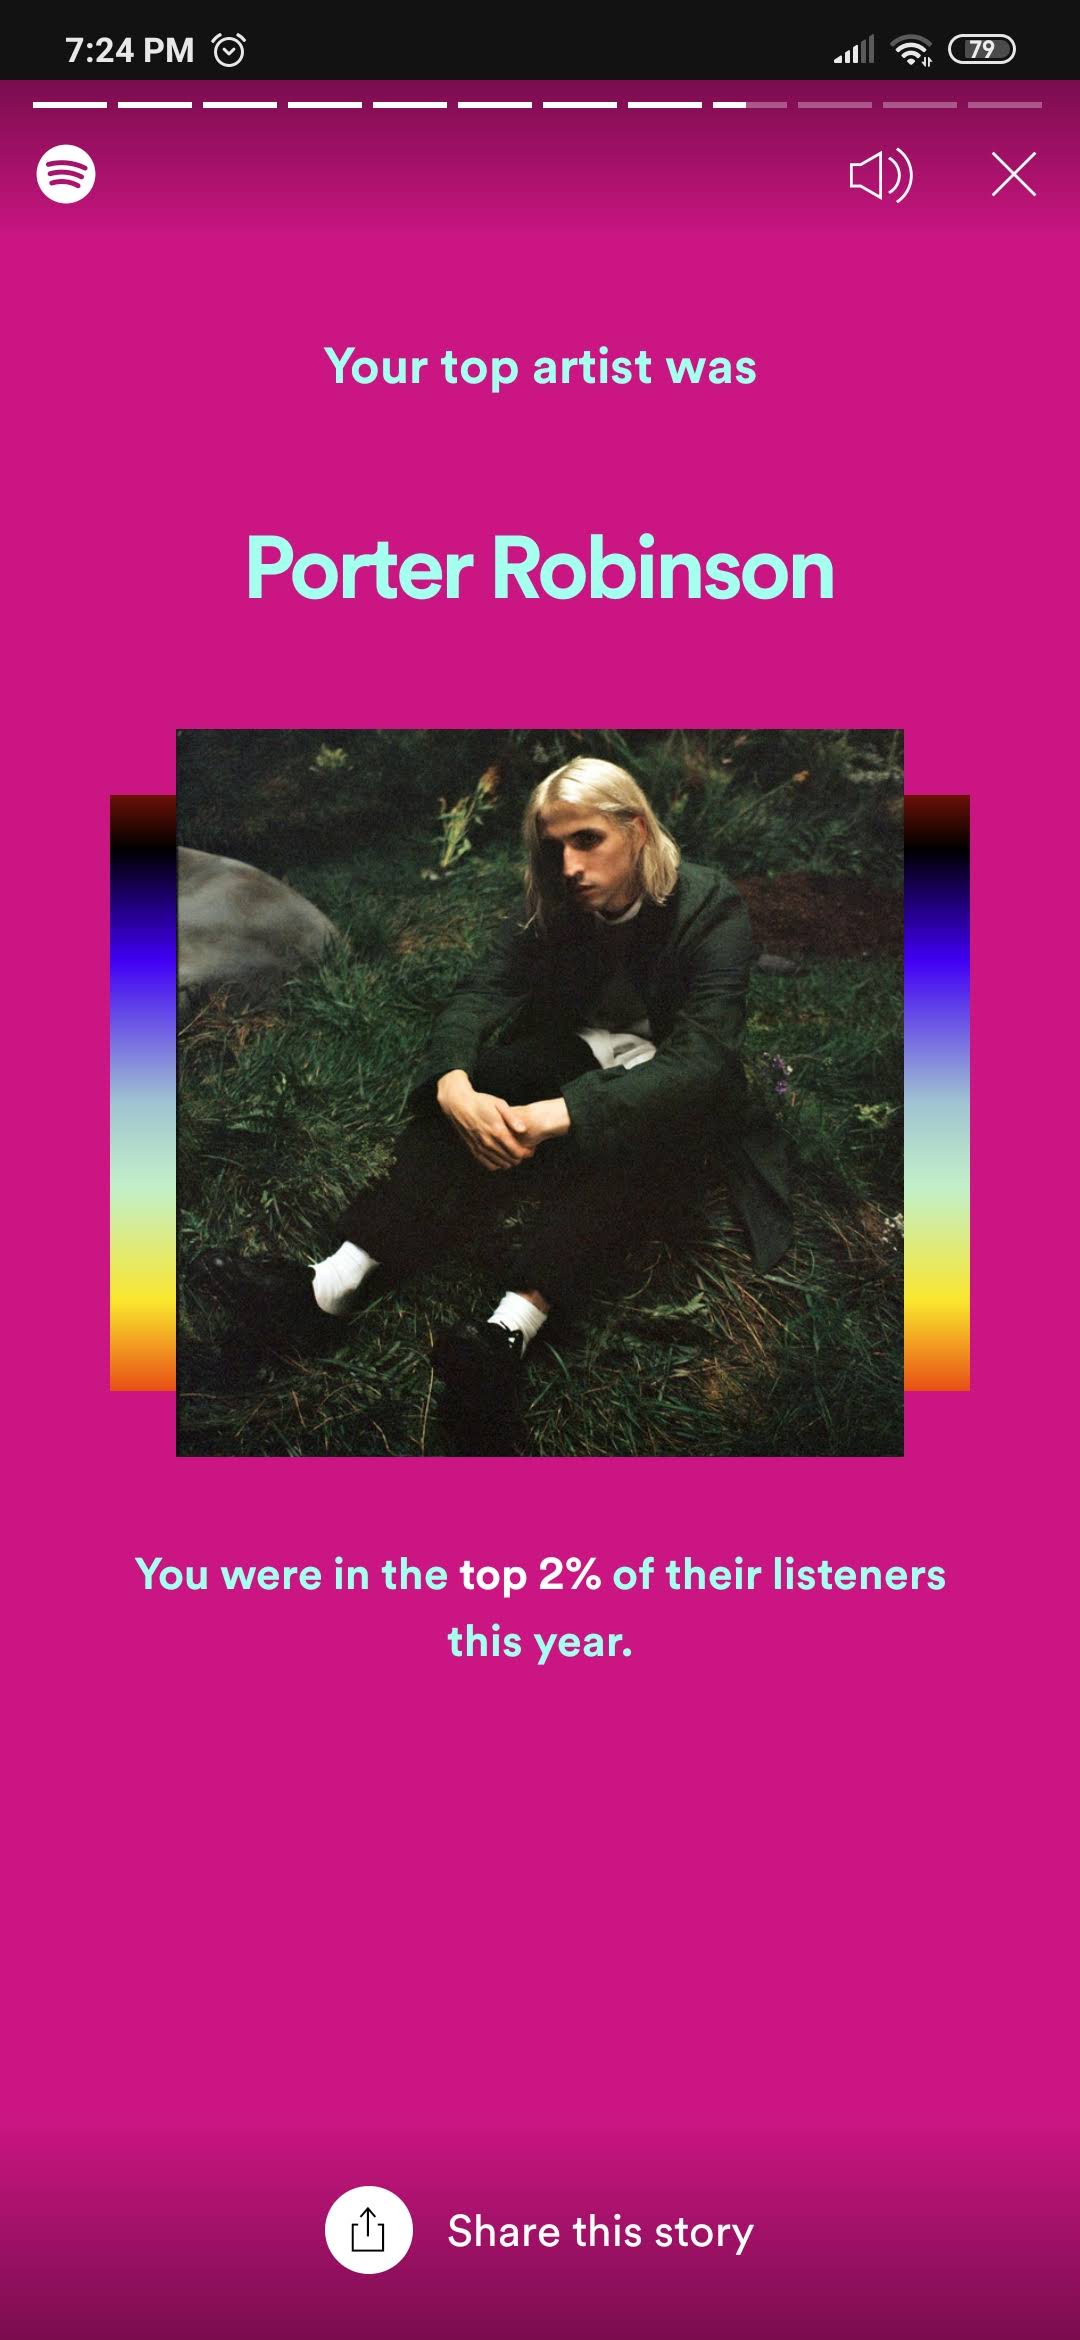 7:24 PM
79
Your top artist was
Porter Robinson
You were in the top 2% of their listeners
this year.
Share this story